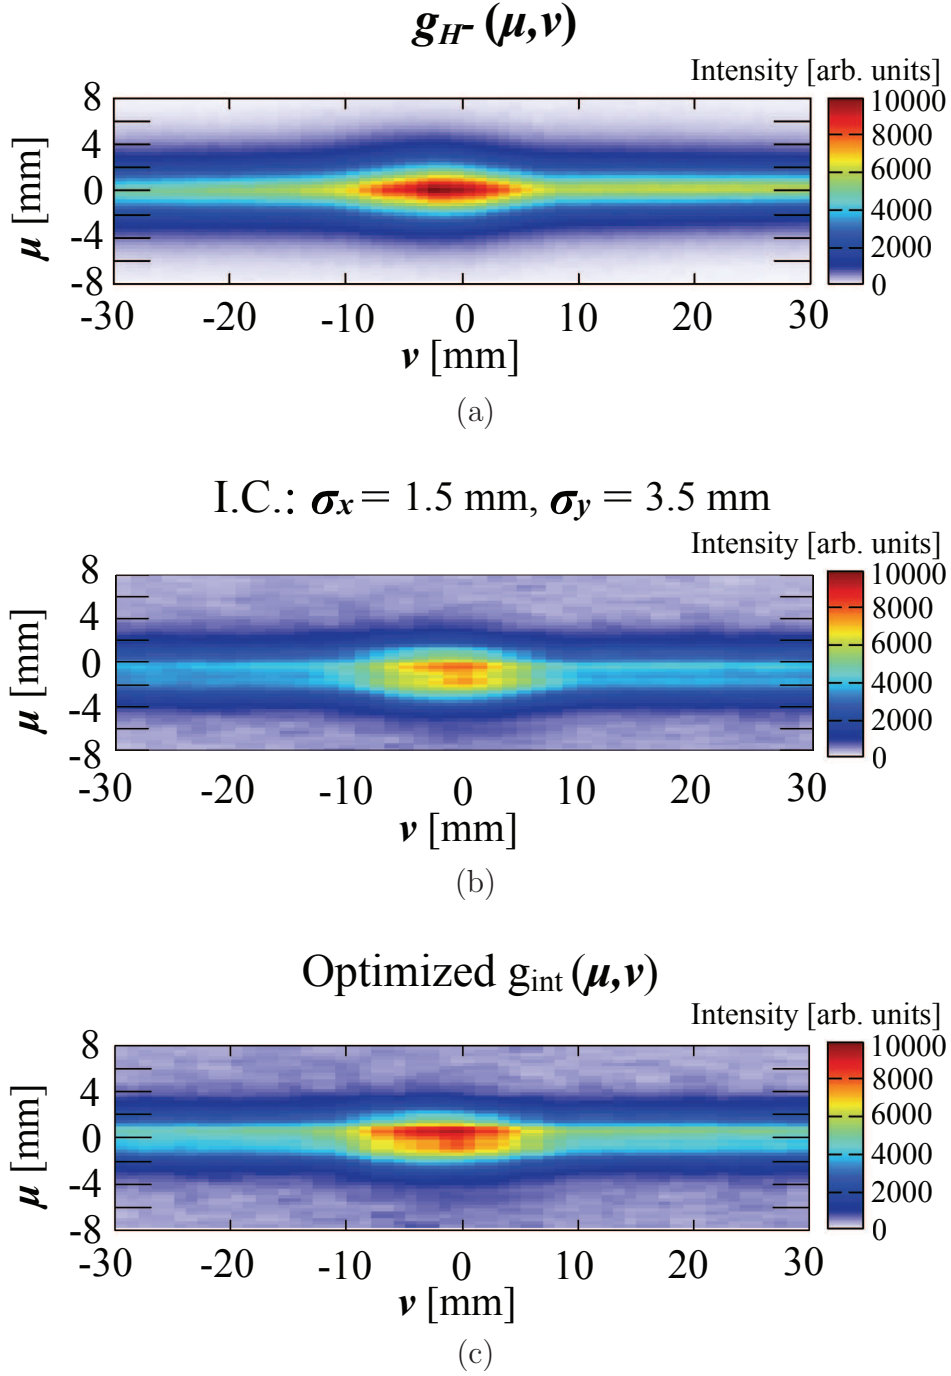 g_H- (μ,ν)
Intensity [arb. units]
8
4
0
-4
-8
μ [mm]
10000
8000
6000
4000
2000
0
-30 -20 -10 0 10 20 30
ν [mm]
(a)
I.C.: σx = 1.5 mm, σy = 3.5 mm
Intensity [arb. units]
8
4
0
-4
-8
μ [mm]
10000
8000
6000
4000
2000
0
-30 -20 -10 0 10 20 30
ν [mm]
(b)
Optimized gint (μ,ν)
Intensity [arb. units]
8
4
0
-4
-8
μ [mm]
10000
8000
6000
4000
2000
0
-30 -20 -10 0 10 20 30
ν [mm]
(c)